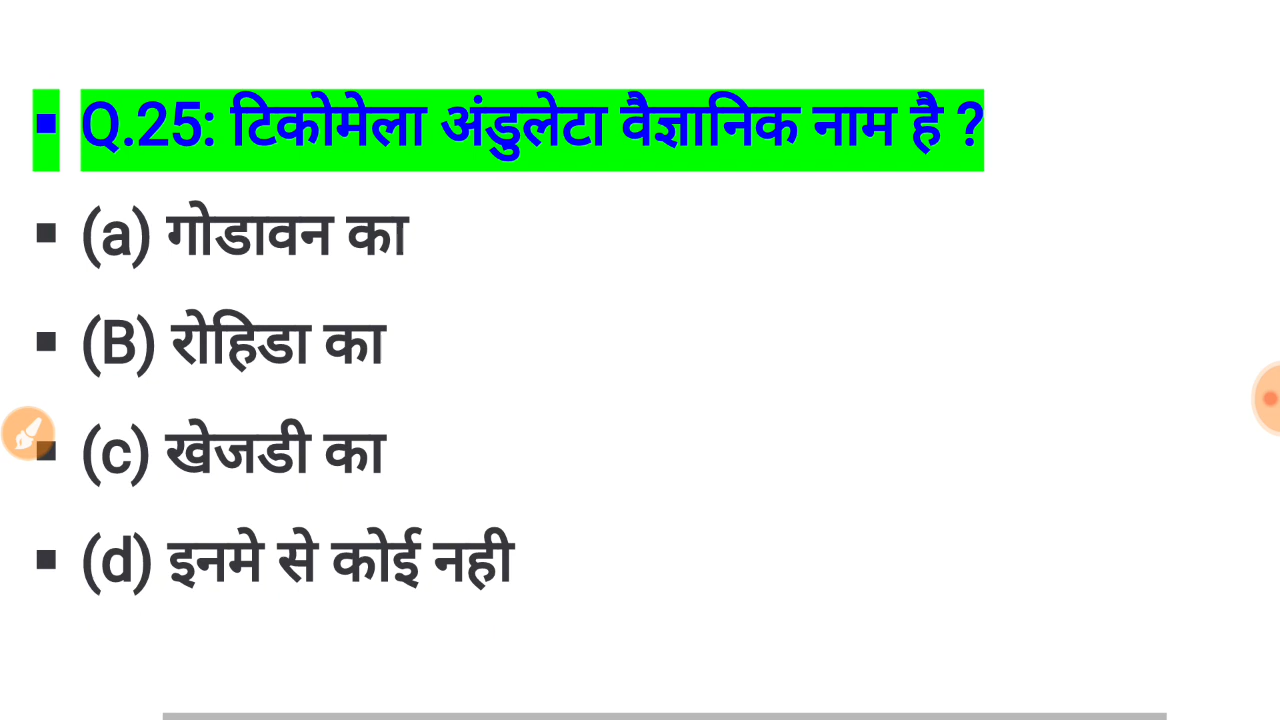 Q.25: टिकोमेला अंडुलेटा वैज्ञानिक नाम है ?
(a) गोडावन का
(B) रोहिडा का
(c) खेजडी का
(d) इनमे से कोई नही